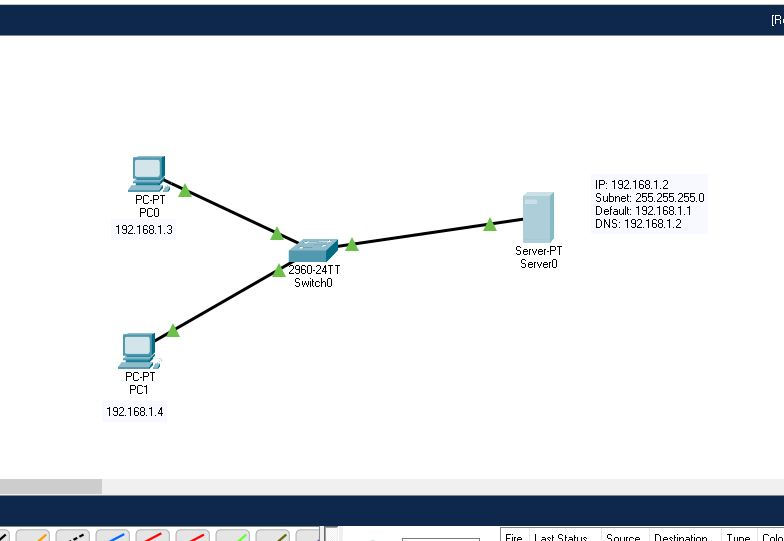 PC-PT
PC0
192.168.1.3
2960-24TT
Switch0
Server-PT
Server0
IP: 192.168.1.2
Subnet: 255.255.255.0
Default: 192.168.1.1
DNS: 192.168.1.2
PC-PT
PC1
192.168.1.4
Fire Last Status Source Destination Type